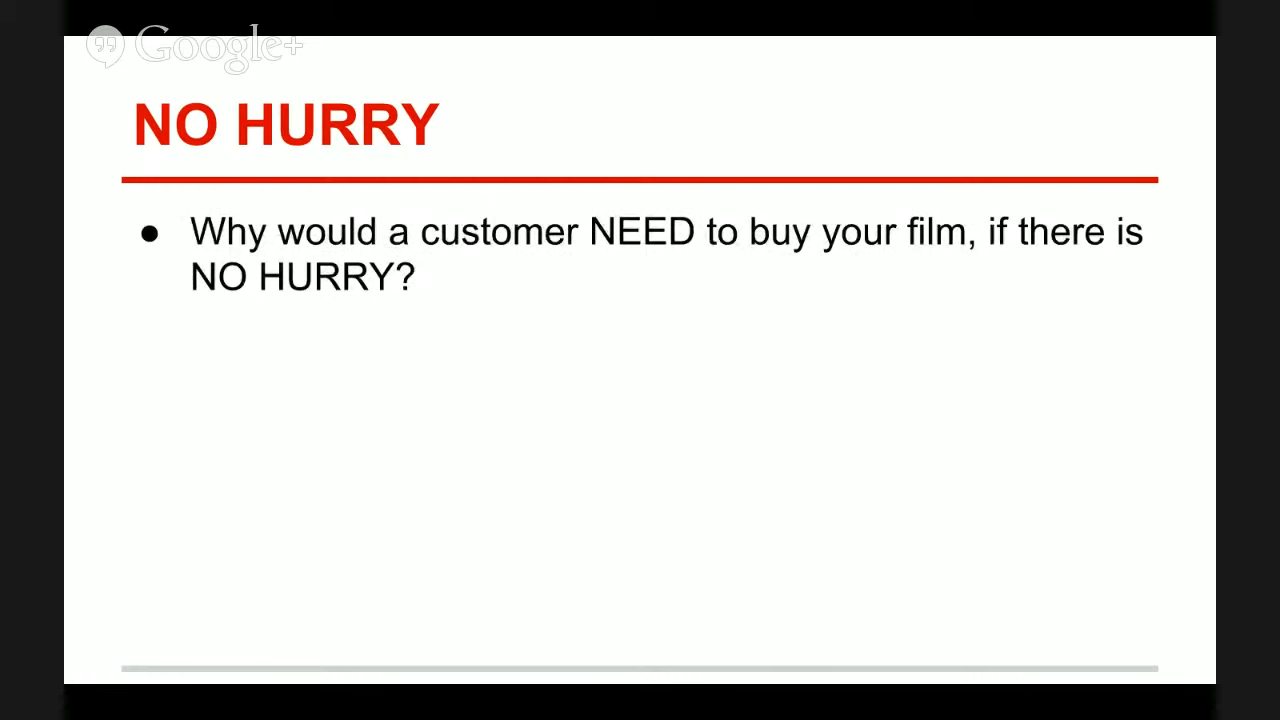 Google+
NO HURRY
● Why would a customer NEED to buy your film, if there is
NO HURRY?